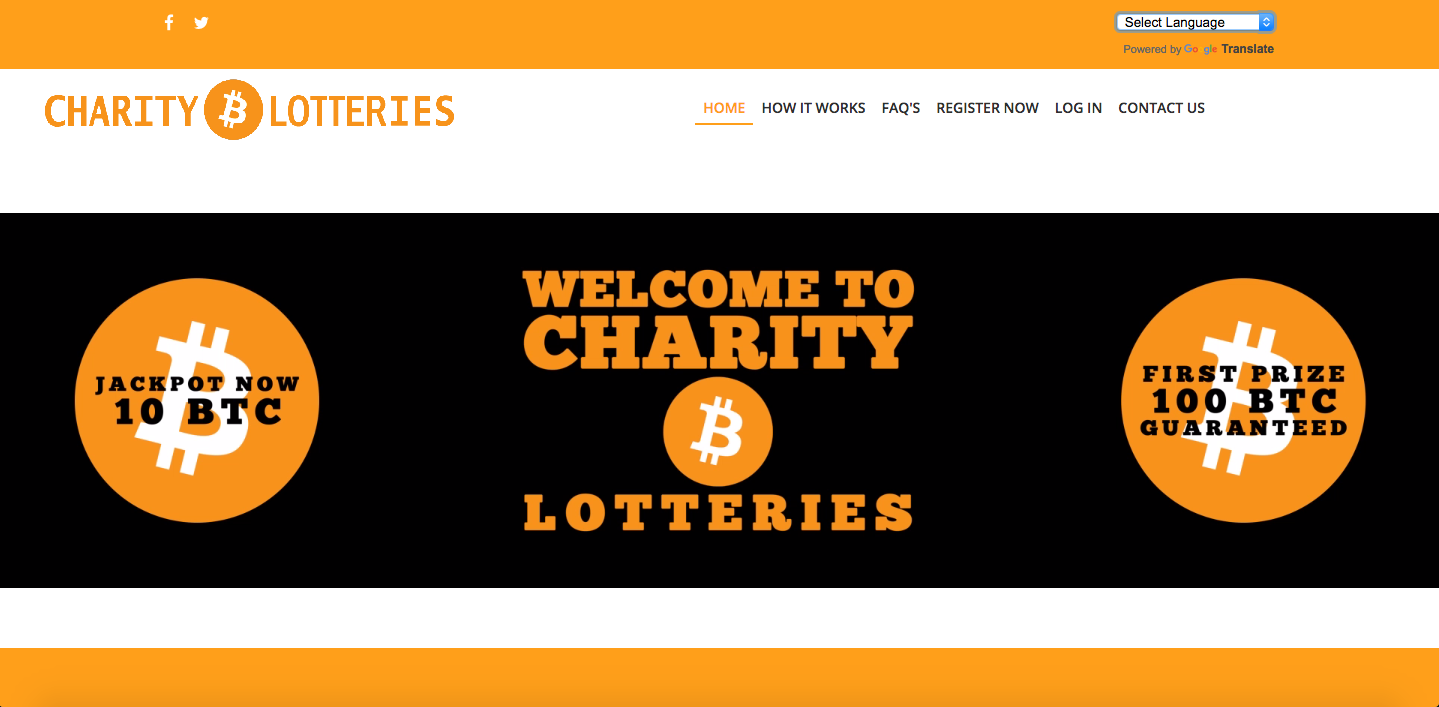 Select Language
Powered by Google Translate
CHARITY LOTTERIES
HOME HOW IT WORKS FAQ'S REGISTER NOW LOG IN CONTACT US
JACKPOT NOW
10 BTC
WELCOME TO
CHARITY
LOTTERIES
FIRST PRIZE
100 BTC
GUARANTEED